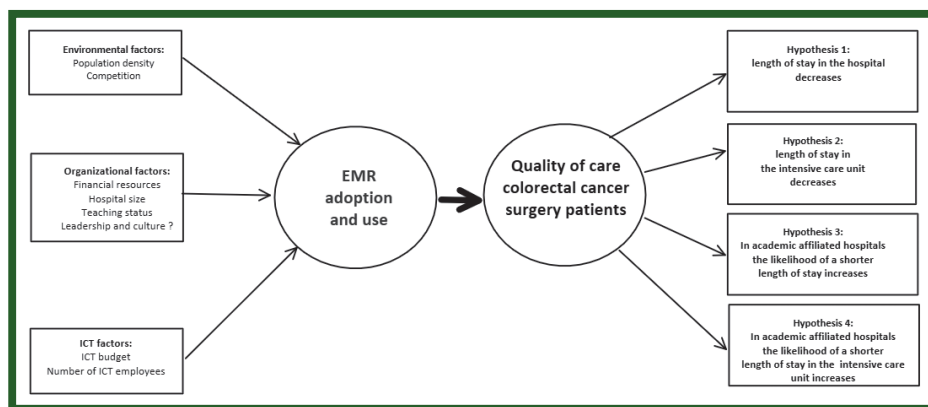 Environmental factors:
Population density
Competition
Organizational factors:
Financial resources
Hospital size
Teaching status
Leadership and culture ?
ICT factors:
ICT budget
Number of ICT employees
EMR
adoption
and use
Quality of care
colorectal cancer
surgery patients
Hypothesis 1:
length of stay in the hospital
decreases
Hypothesis 2:
length of stay in
the intensive care unit
decreases
Hypothesis 3:
In academic affiliated hospitals
the likelihood of a shorter
length of stay increases
Hypothesis 4:
In academic affiliated hospitals
the likelihood of a shorter
length of stay in the intensive care
unit increases